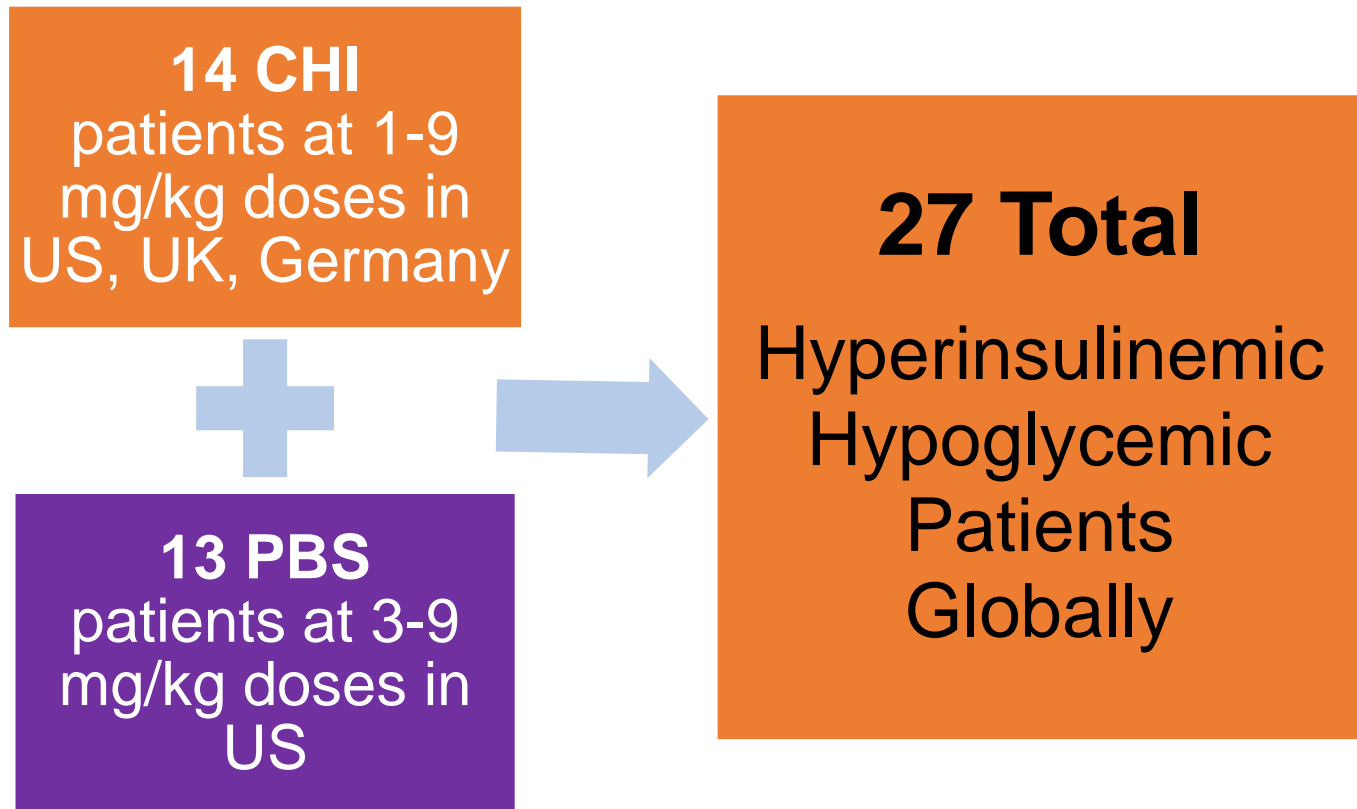 14 CHI
patients at 1-9
mg/kg doses in
US, UK, Germany
13 PBS
patients at 3-9
mg/kg doses in
US
27 Total
Hyperinsulinemic
Hypoglycemic
Patients
Globally